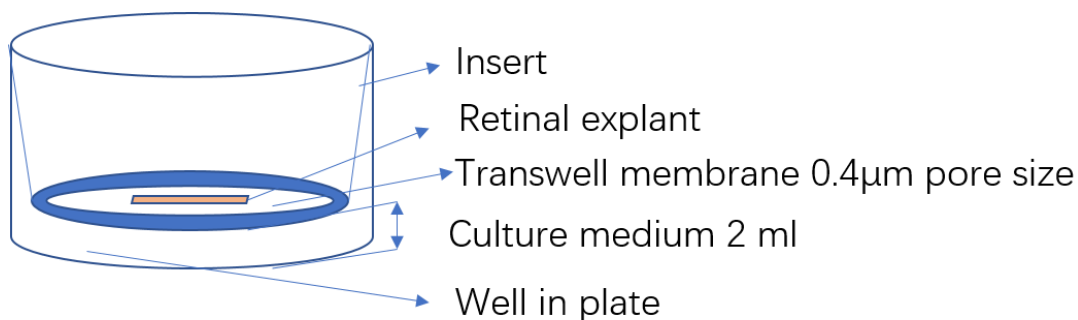 Insert
Retinal explant
Transwell membrane 0.4μm pore size
Culture medium 2 ml
Well in plate